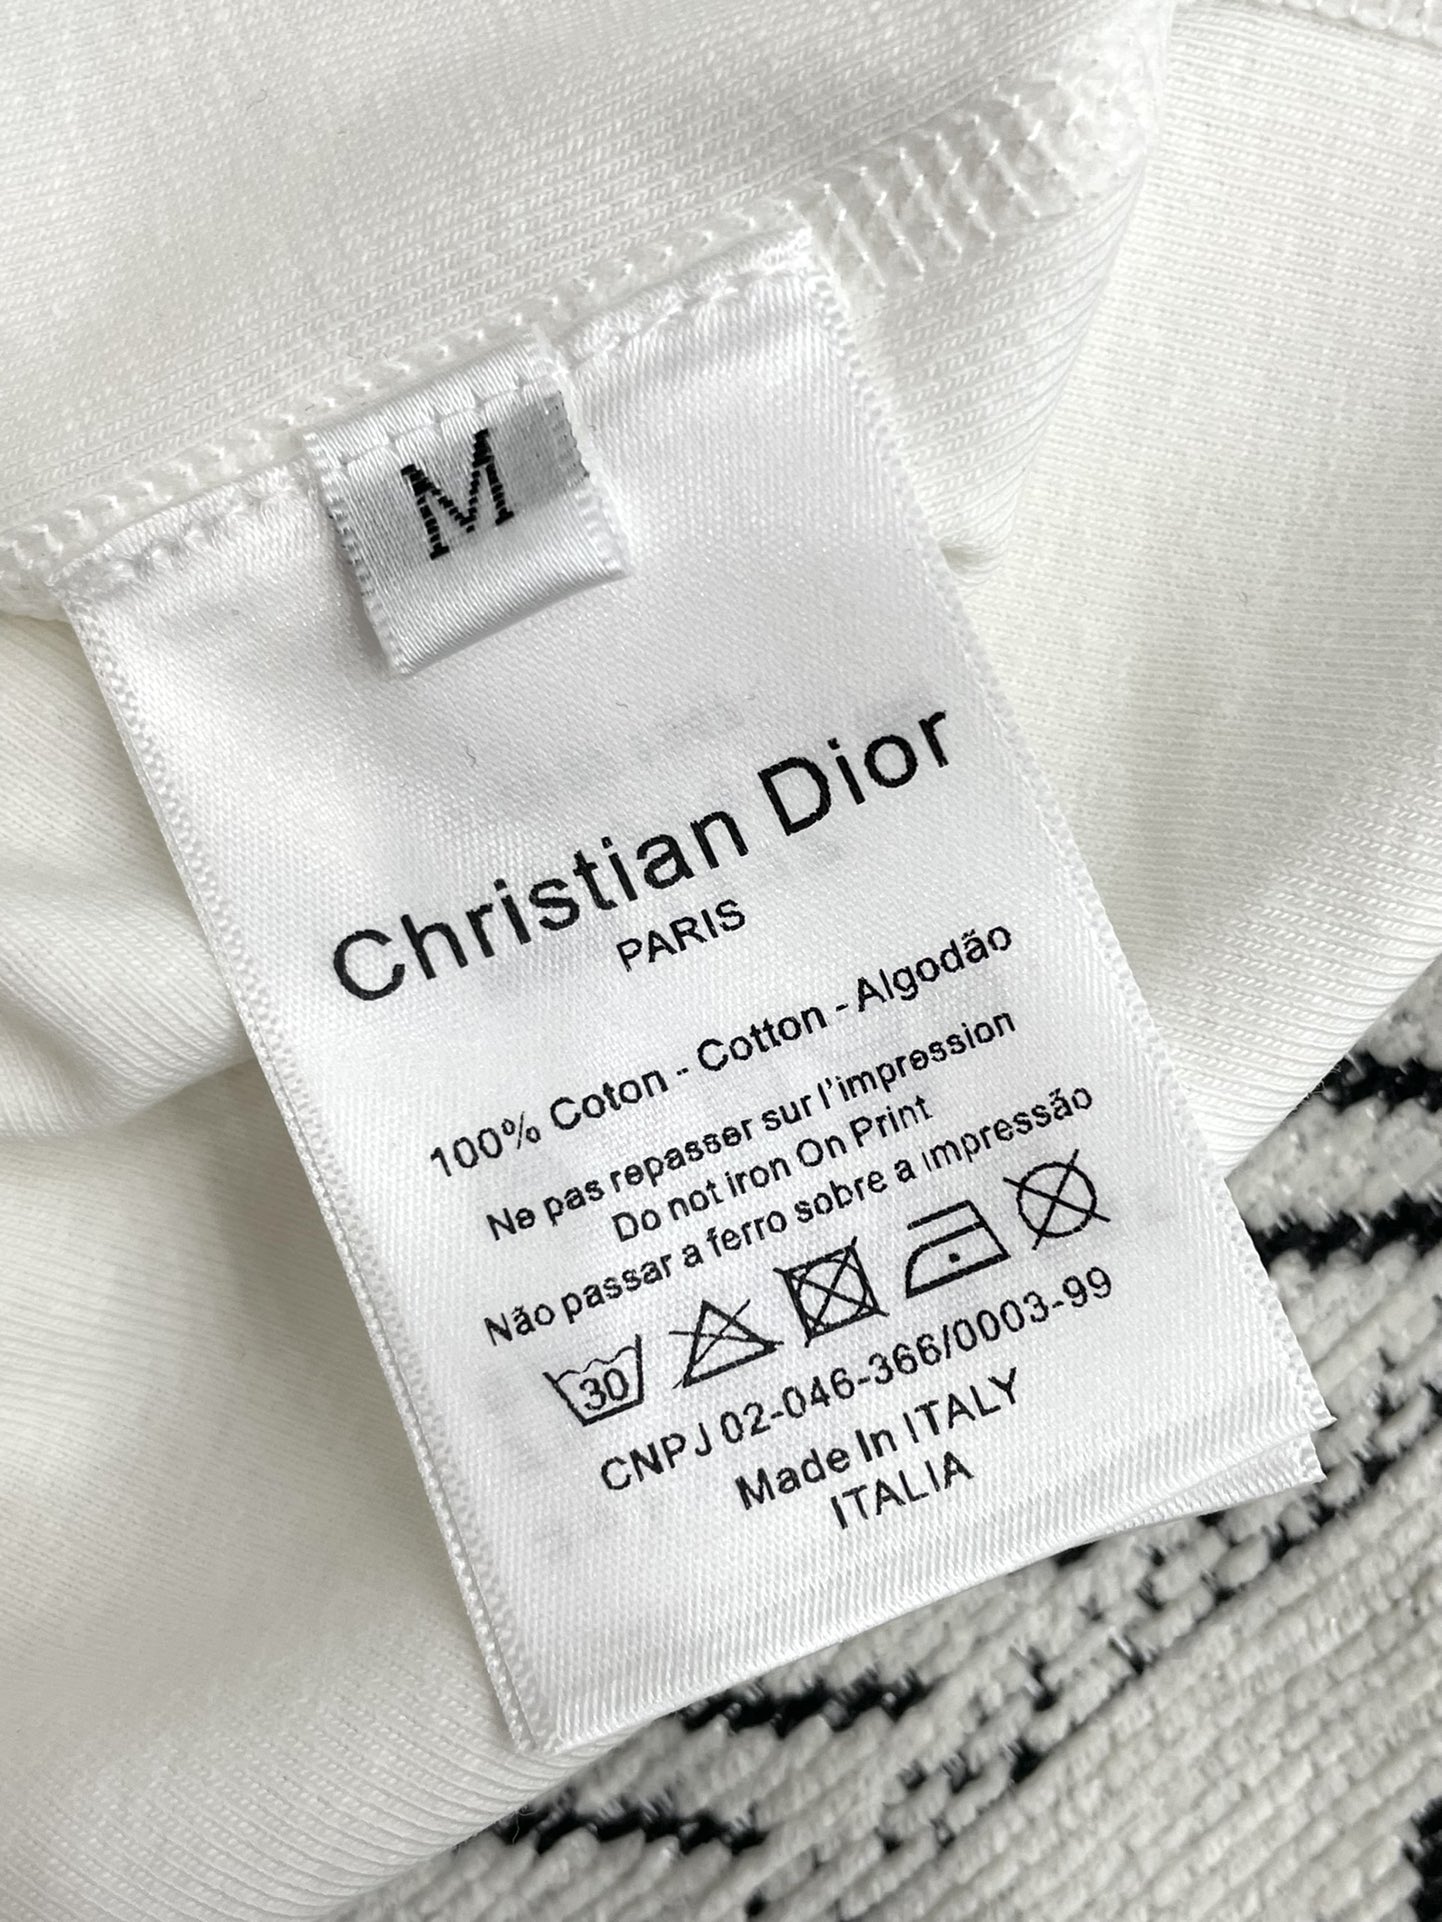 M
Christian Dior
PARIS
100% Coton - Cotton - Algodão
Ne pas repasser sur l'impression
Do not iron On Print
Não passar a ferro sobre a impressão
30
CNPJ 02-046-366/0003-99
Made In ITALY
ITALIA